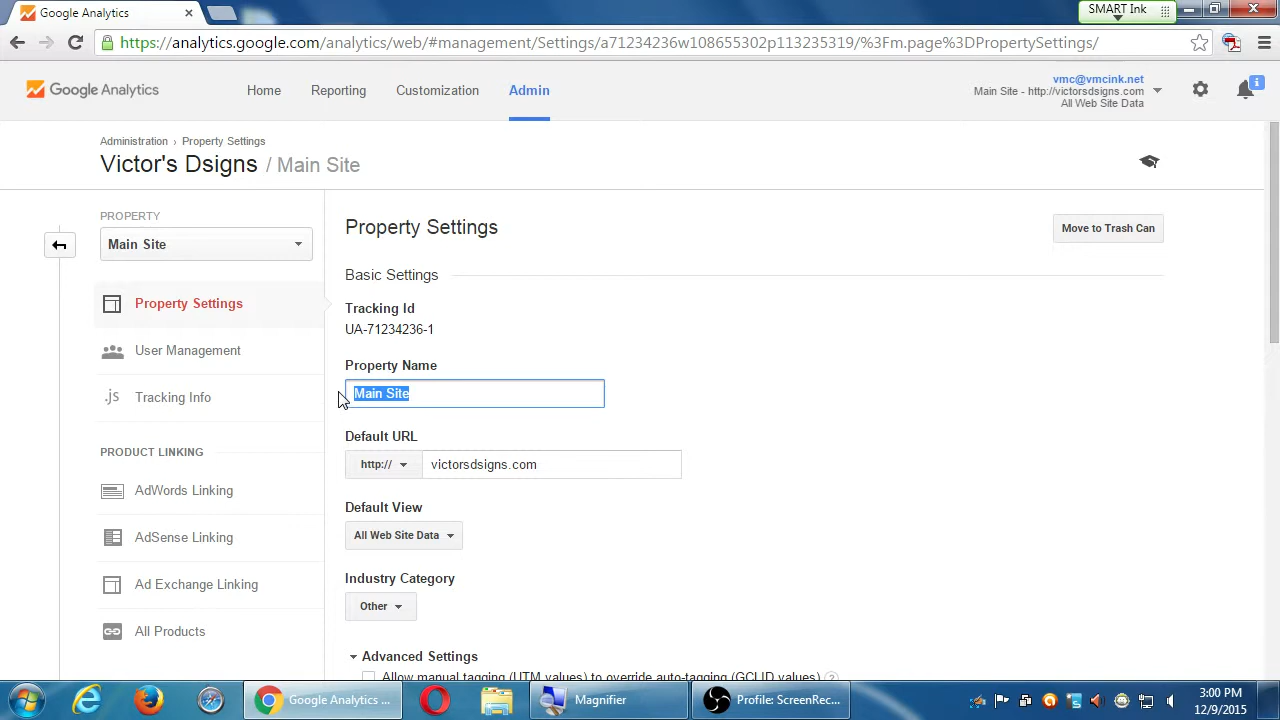 Google Analytics
SMART Ink
https://analytics.google.com/analytics/web/#management/Settings/a71234236w108655302p113235319/%3Fm.page%3DPropertySettings/
Google Analytics
Home
Reporting
Customization
Admin
vmc@vmcink.net
Main Site - http://victorsdsigns.com
All Web Site Data
i
Administration › Property Settings
Victor's Dsigns / Main Site
PROPERTY
Main Site
Property Settings
User Management
.js Tracking Info
PRODUCT LINKING
AdWords Linking
AdSense Linking
Ad Exchange Linking
All Products
Property Settings
Move to Trash Can
Basic Settings
Tracking Id
UA-71234236-1
Property Name
Main Site
Default URL
http:// victorsdsigns.com
Default View
All Web Site Data
Industry Category
Other
Advanced Settings
Allow manual tagging (UTM values) to override auto-tagging (GCLID values) ?
Google Analytics ...
Magnifier
Profile: ScreenRec...
3:00 PM
12/9/2015